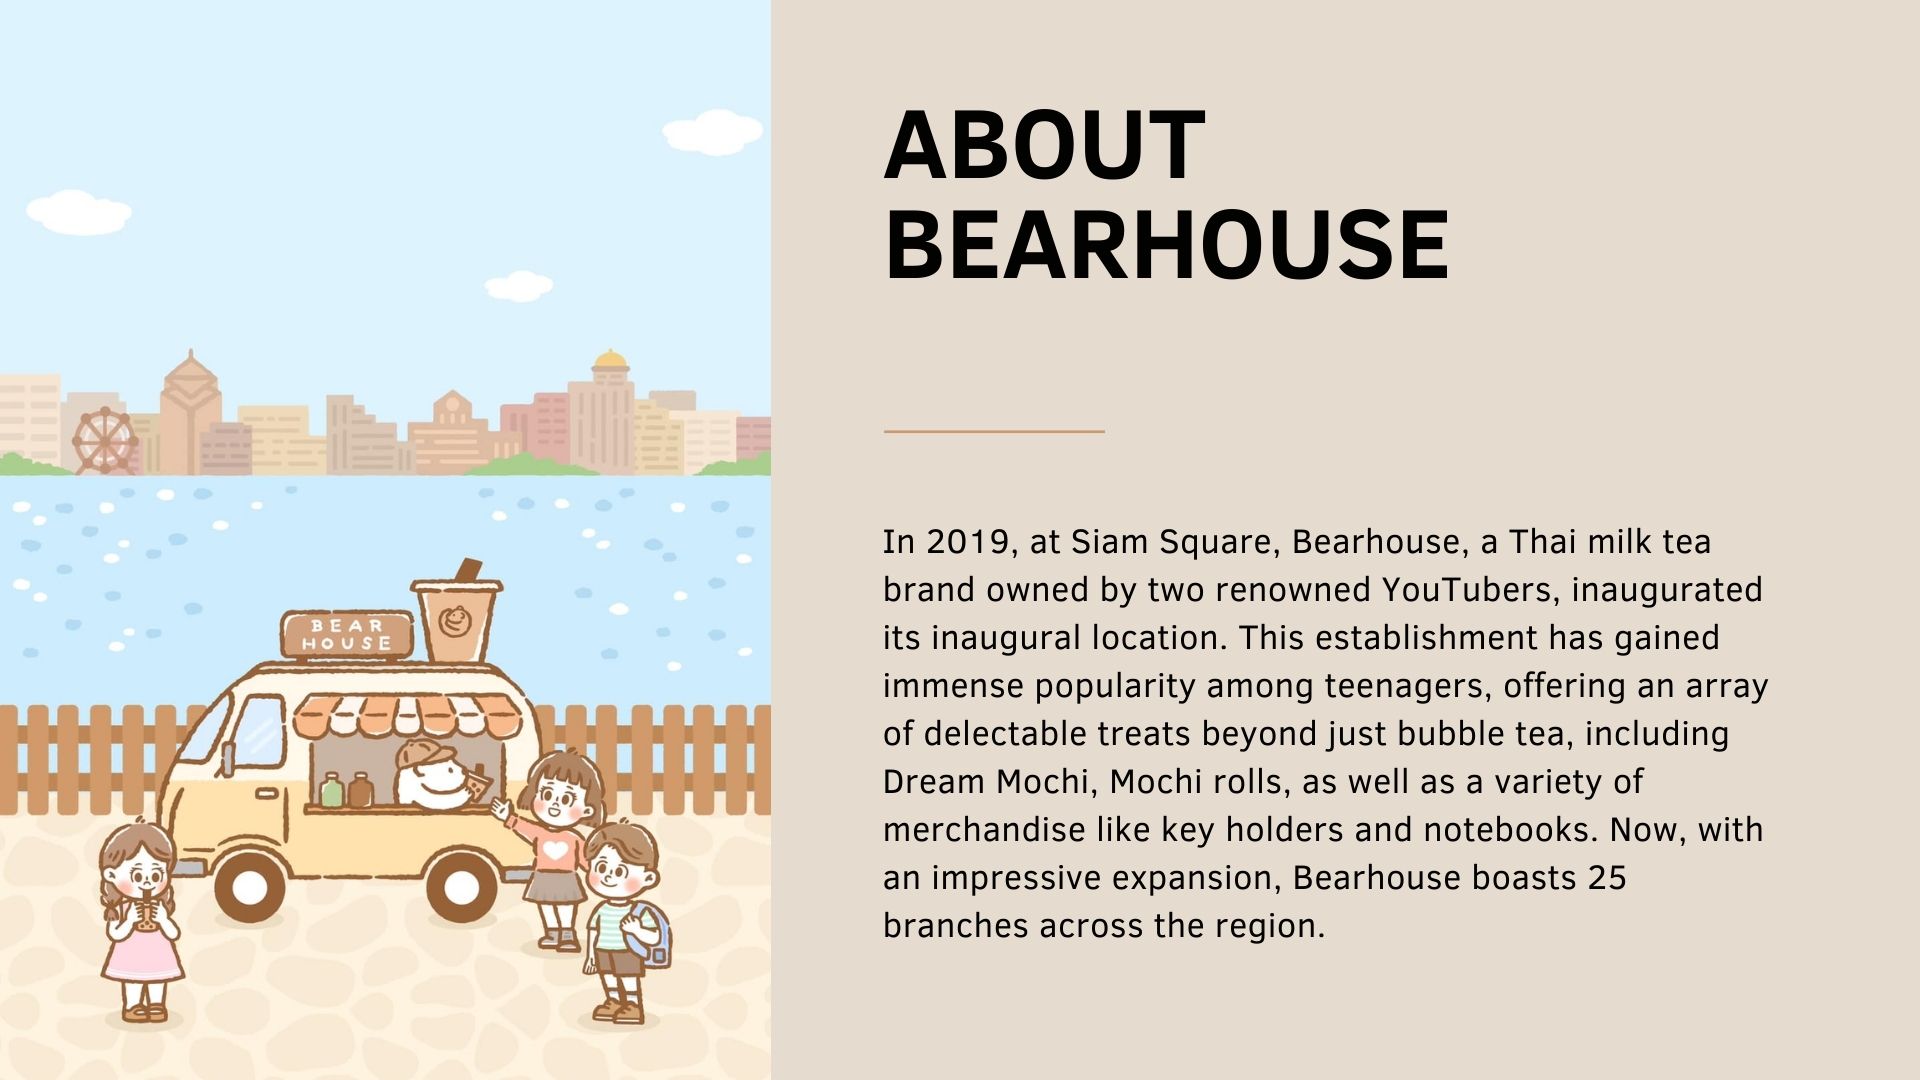 ABOUT
BEARHOUSE
In 2019, at Siam Square, Bearhouse, a Thai milk tea
brand owned by two renowned YouTubers, inaugurated
its inaugural location. This establishment has gained
immense popularity among teenagers, offering an array
of delectable treats beyond just bubble tea, including
Dream Mochi, Mochi rolls, as well as a variety of
merchandise like key holders and notebooks. Now, with
an impressive expansion, Bearhouse boasts 25
branches across the region.
BEAR
HOUSE